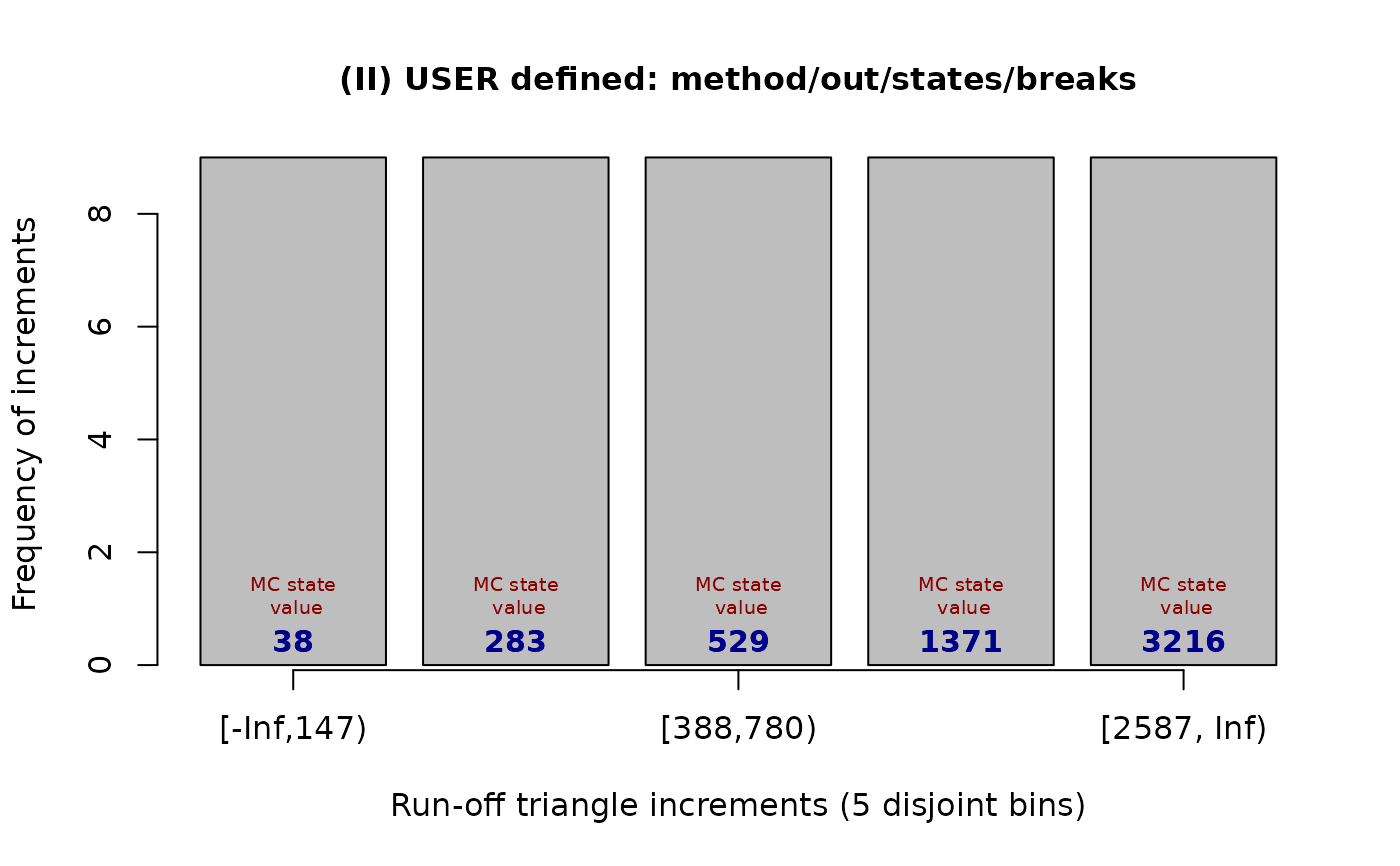 (II) USER defined: method/out/states/breaks
Frequency of increments
8
6
4
2
0
MC state
value
38
MC state
value
283
MC state
value
529
MC state
value
1371
MC state
value
3216
[-Inf,147)
[388,780)
[2587, Inf)
Run-off triangle increments (5 disjoint bins)